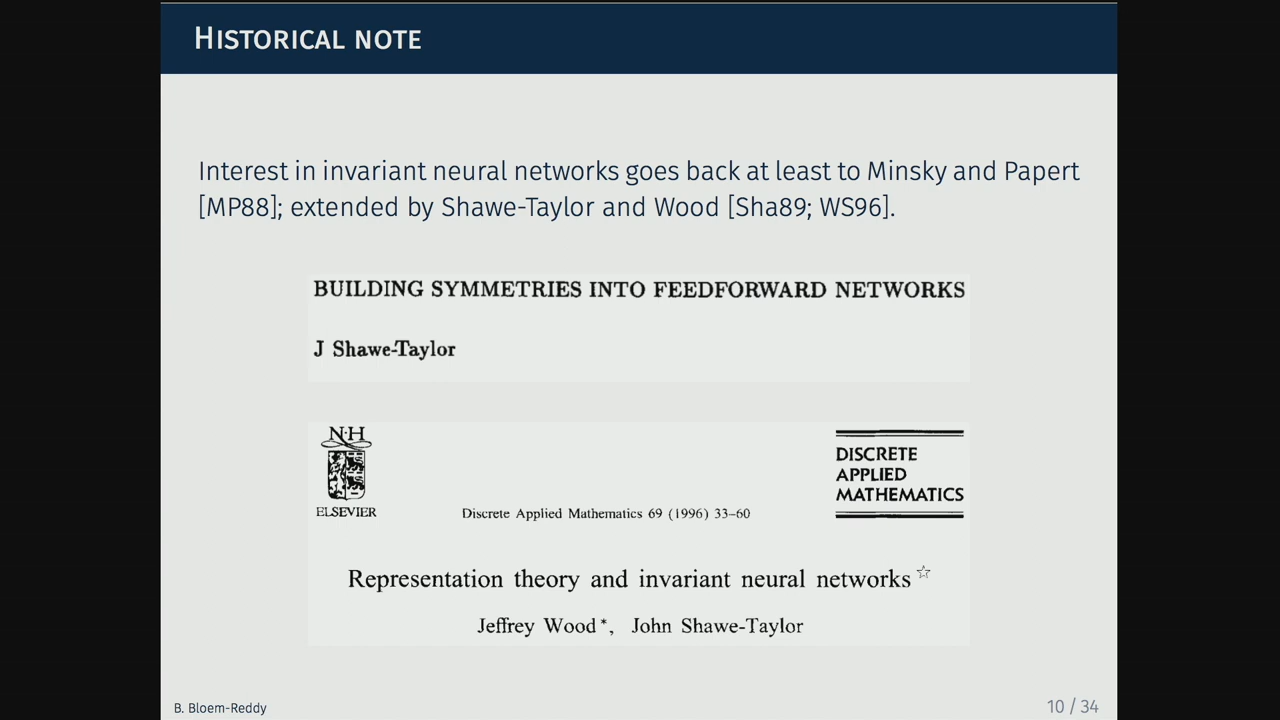 HISTORICAL NOTE
Interest in invariant neural networks goes back at least to Minsky and Papert
[MP88]; extended by Shawe-Taylor and Wood [Sha89; WS96].
BUILDING SYMMETRIES INTO FEEDFORWARD NETWORKS
J Shawe-Taylor
N·H
ELSEVIER
DISCRETE
APPLIED
MATHEMATICS
Discrete Applied Mathematics 69 (1996) 33–60
Representation theory and invariant neural networks☆
Jeffrey Wood*, John Shawe-Taylor
B. Bloem-Reddy
10 / 34